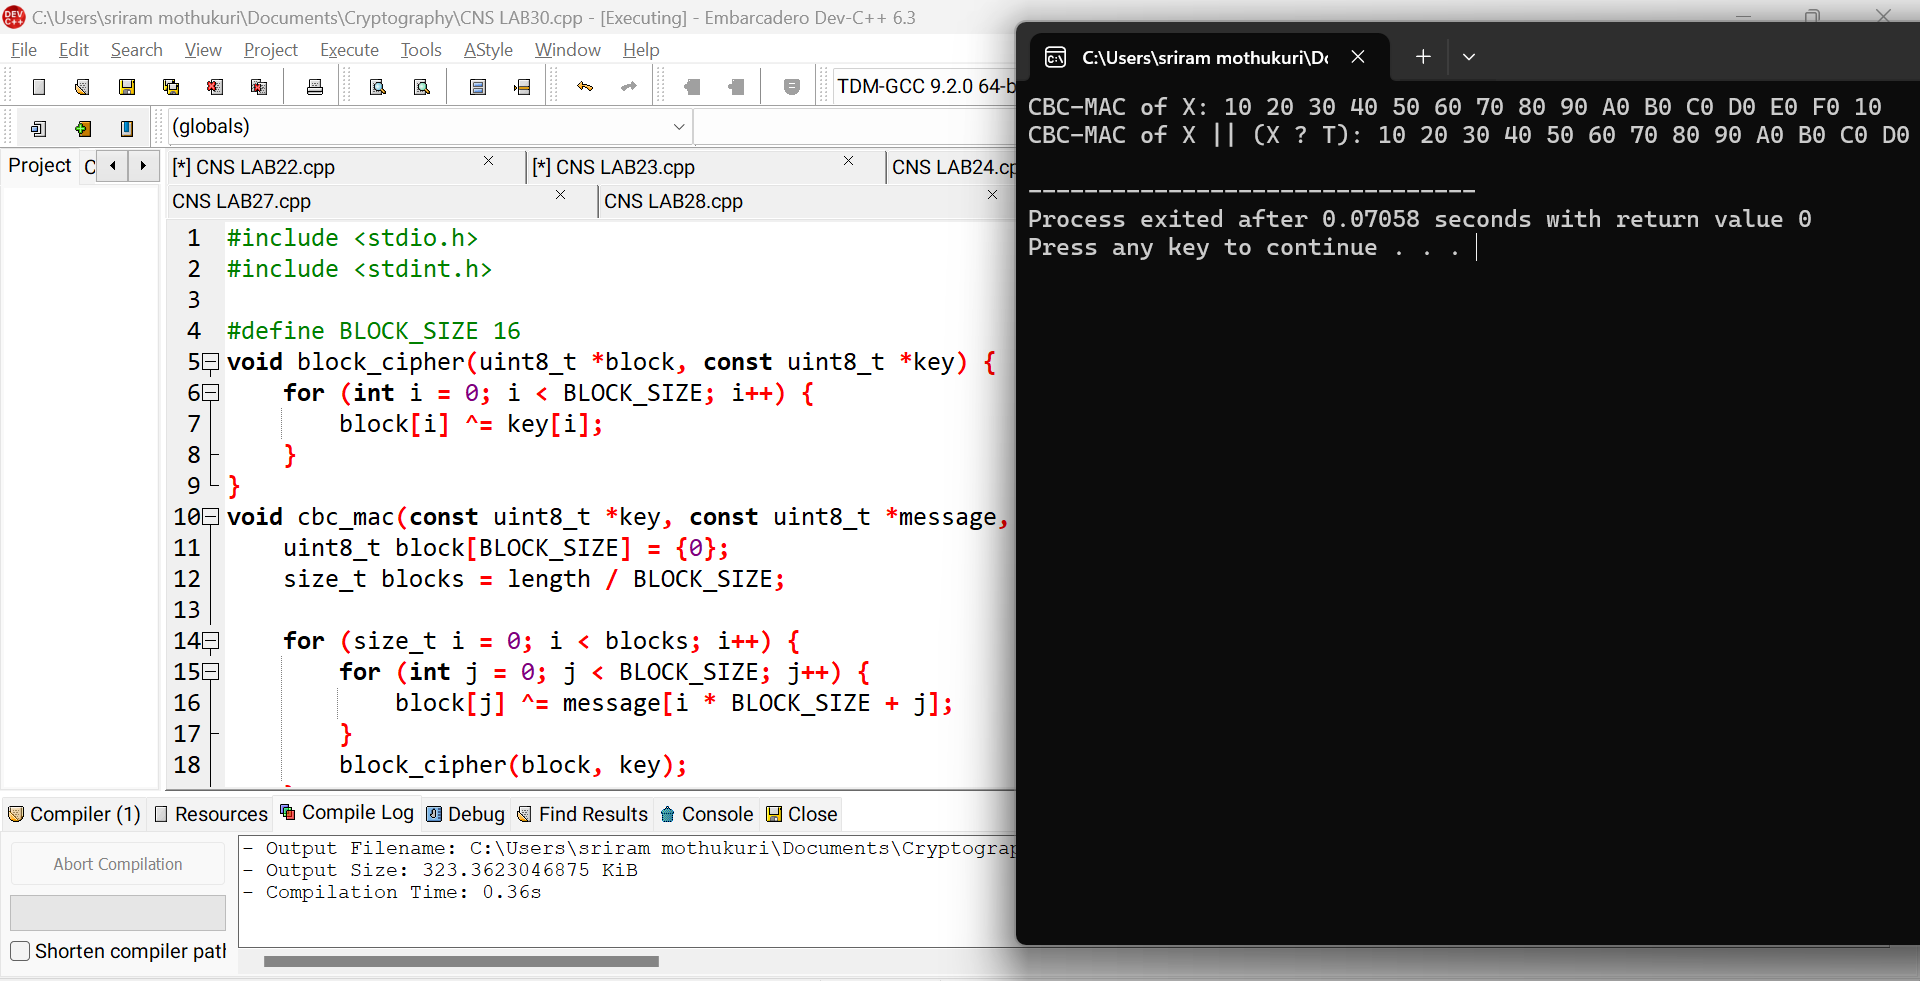 C:\Users\sriram mothukuri\Documents\Cryptography\CNS LAB30.cpp - [Executing] - Embarcadero Dev-C++ 6.3
File Edit Search View Project Execute Tools AStyle Window Help
TDM-GCC 9.2.0 64-b
(globals)
Project C
[*] CNS LAB22.cpp [*] CNS LAB23.cpp CNS LAB24.cp
CNS LAB27.cpp CNS LAB28.cpp
1 #include <stdio.h>
2 #include <stdint.h>
3
4 #define BLOCK_SIZE 16
5 void block_cipher(uint8_t *block, const uint8_t *key) {
6 for (int i = 0; i < BLOCK_SIZE; i++) {
7 block[i] ^= key[i];
8 }
9 }
10 void cbc_mac(const uint8_t *key, const uint8_t *message,
11 uint8_t block[BLOCK_SIZE] = {0};
12 size_t blocks = length / BLOCK_SIZE;
13
14 for (size_t i = 0; i < blocks; i++) {
15 for (int j = 0; j < BLOCK_SIZE; j++) {
16 block[j] ^= message[i * BLOCK_SIZE + j];
17 }
18 block_cipher(block, key);
Compiler (1) Resources Compile Log Debug Find Results Console Close
Abort Compilation
Shorten compiler path
- Output Filename: C:\Users\sriram mothukuri\Documents\Cryptograp
- Output Size: 323.3623046875 KiB
- Compilation Time: 0.36s
C:\Users\sriram mothukuri\Do
CBC-MAC of X: 10 20 30 40 50 60 70 80 90 A0 B0 C0 D0 E0 F0 10
CBC-MAC of X || (X ? T): 10 20 30 40 50 60 70 80 90 A0 B0 C0 D0
--------------------------------
Process exited after 0.07058 seconds with return value 0
Press any key to continue . . .